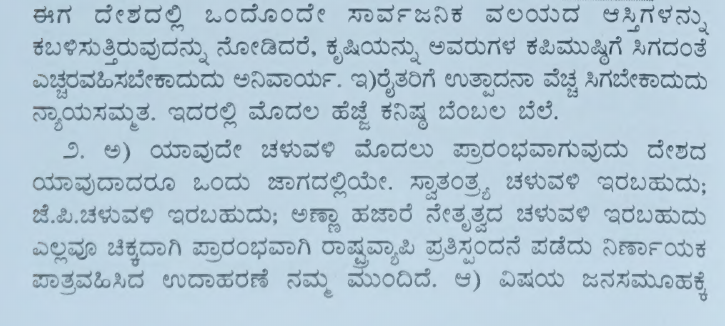 ಈಗ ದೇಶದಲ್ಲಿ ಒಂದೊಂದೇ ಸಾರ್ವಜನಿಕ ವಲಯದ ಆಸ್ತಿಗಳನ್ನು
ಕಬಳಿಸುತ್ತಿರುವುದನ್ನು ನೋಡಿದರೆ, ಕೃಷಿಯನ್ನು ಅವರುಗಳ ಕಪಿಮುಷ್ಠಿಗೆ ಸಿಗದಂತೆ
ಎಚ್ಚರವಹಿಸಬೇಕಾದುದು ಅನಿವಾರ್ಯ. ಇ)ರೈತರಿಗೆ ಉತ್ಪಾದನಾ ವೆಚ್ಚ ಸಿಗಬೇಕಾದುದು
ನ್ಯಾಯಸಮ್ಮತ. ಇದರಲ್ಲಿ ಮೊದಲ ಹೆಜ್ಜೆ ಕನಿಷ್ಠ ಬೆಂಬಲ ಬೆಲೆ.
೨. ಅ) ಯಾವುದೇ ಚಳುವಳಿ ಮೊದಲು ಪ್ರಾರಂಭವಾಗುವುದು ದೇಶದ
ಯಾವುದಾದರೂ ಒಂದು ಜಾಗದಲ್ಲಿಯೇ. ಸ್ವಾತಂತ್ರ್ಯ ಚಳುವಳಿ ಇರಬಹುದು;
ಜೆ.ಪಿ.ಚಳುವಳಿ ಇರಬಹುದು; ಅಣ್ಣಾ ಹಜಾರೆ ನೇತೃತ್ವದ ಚಳುವಳಿ ಇರಬಹುದು
ಎಲ್ಲವೂ ಚಿಕ್ಕದಾಗಿ ಪ್ರಾರಂಭವಾಗಿ ರಾಷ್ಟ್ರವ್ಯಾಪಿ ಪ್ರತಿಸ್ಪಂದನೆ ಪಡೆದು ನಿರ್ಣಾಯಕ
ಪಾತ್ರವಹಿಸಿದ ಉದಾಹರಣೆ ನಮ್ಮ ಮುಂದಿದೆ. ಆ) ವಿಷಯ ಜನಸಮೂಹಕ್ಕೆ